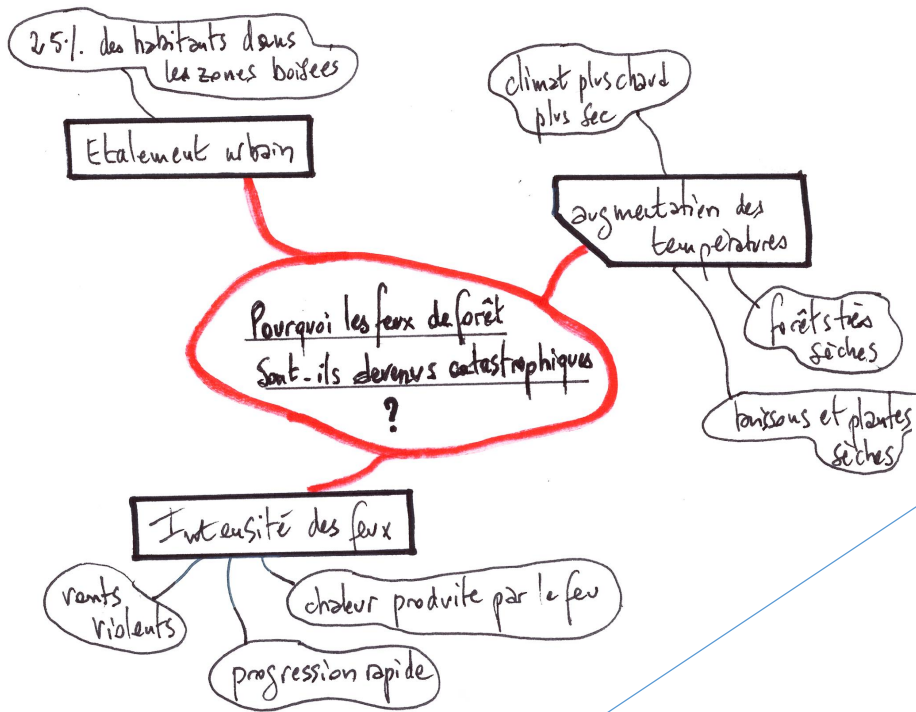 25%. des habitants dans
les zones boisées
Etalement urbain
climat plus chaud
plus sec
augmentation des
températures
forêts très
sèches
buissons et plantes
sèches
Pourquoi les feux de forêt
sont-ils devenus catastrophiques
?
Intensité des feux
vents
violents
chaleur produite par le feu
progression rapide